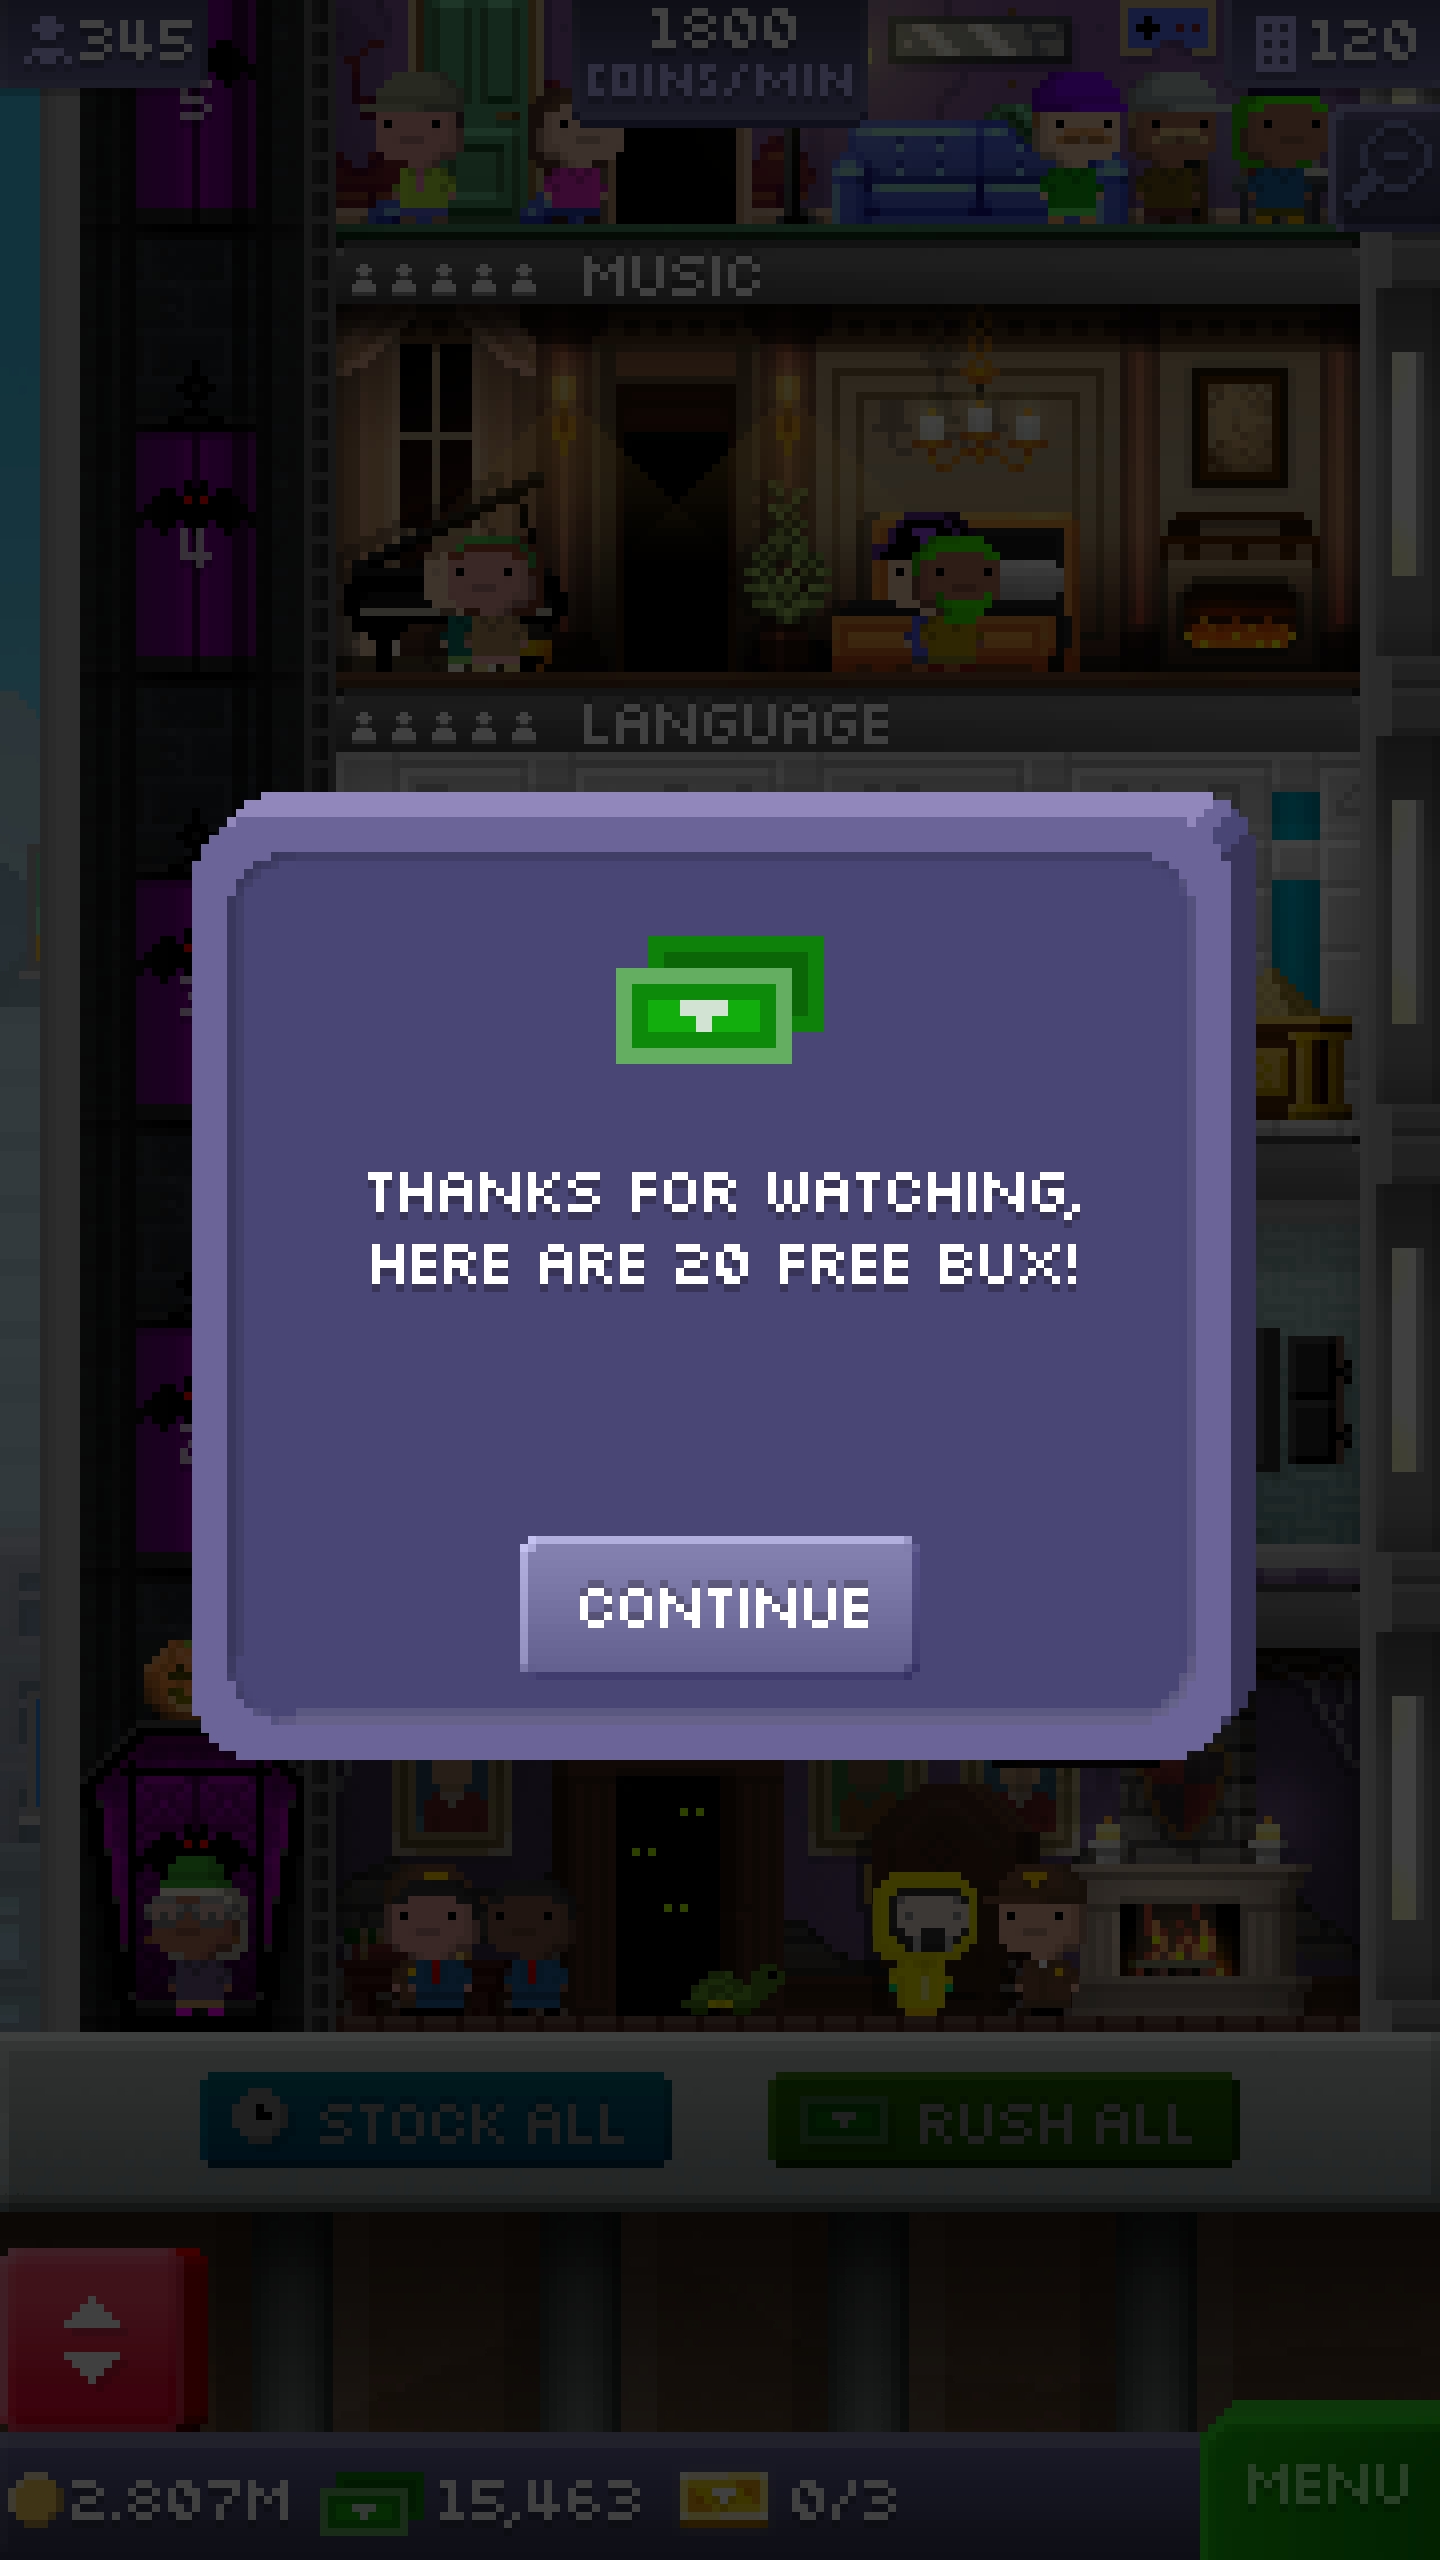 345
1800
COINS/MIN
120
5
MUSIC
4
LANGUAGE
THANKS FOR WATCHING,
HERE ARE 20 FREE BUX!
CONTINUE
STOCK ALL
RUSH ALL
2.807M
15,463
0/3
MENU